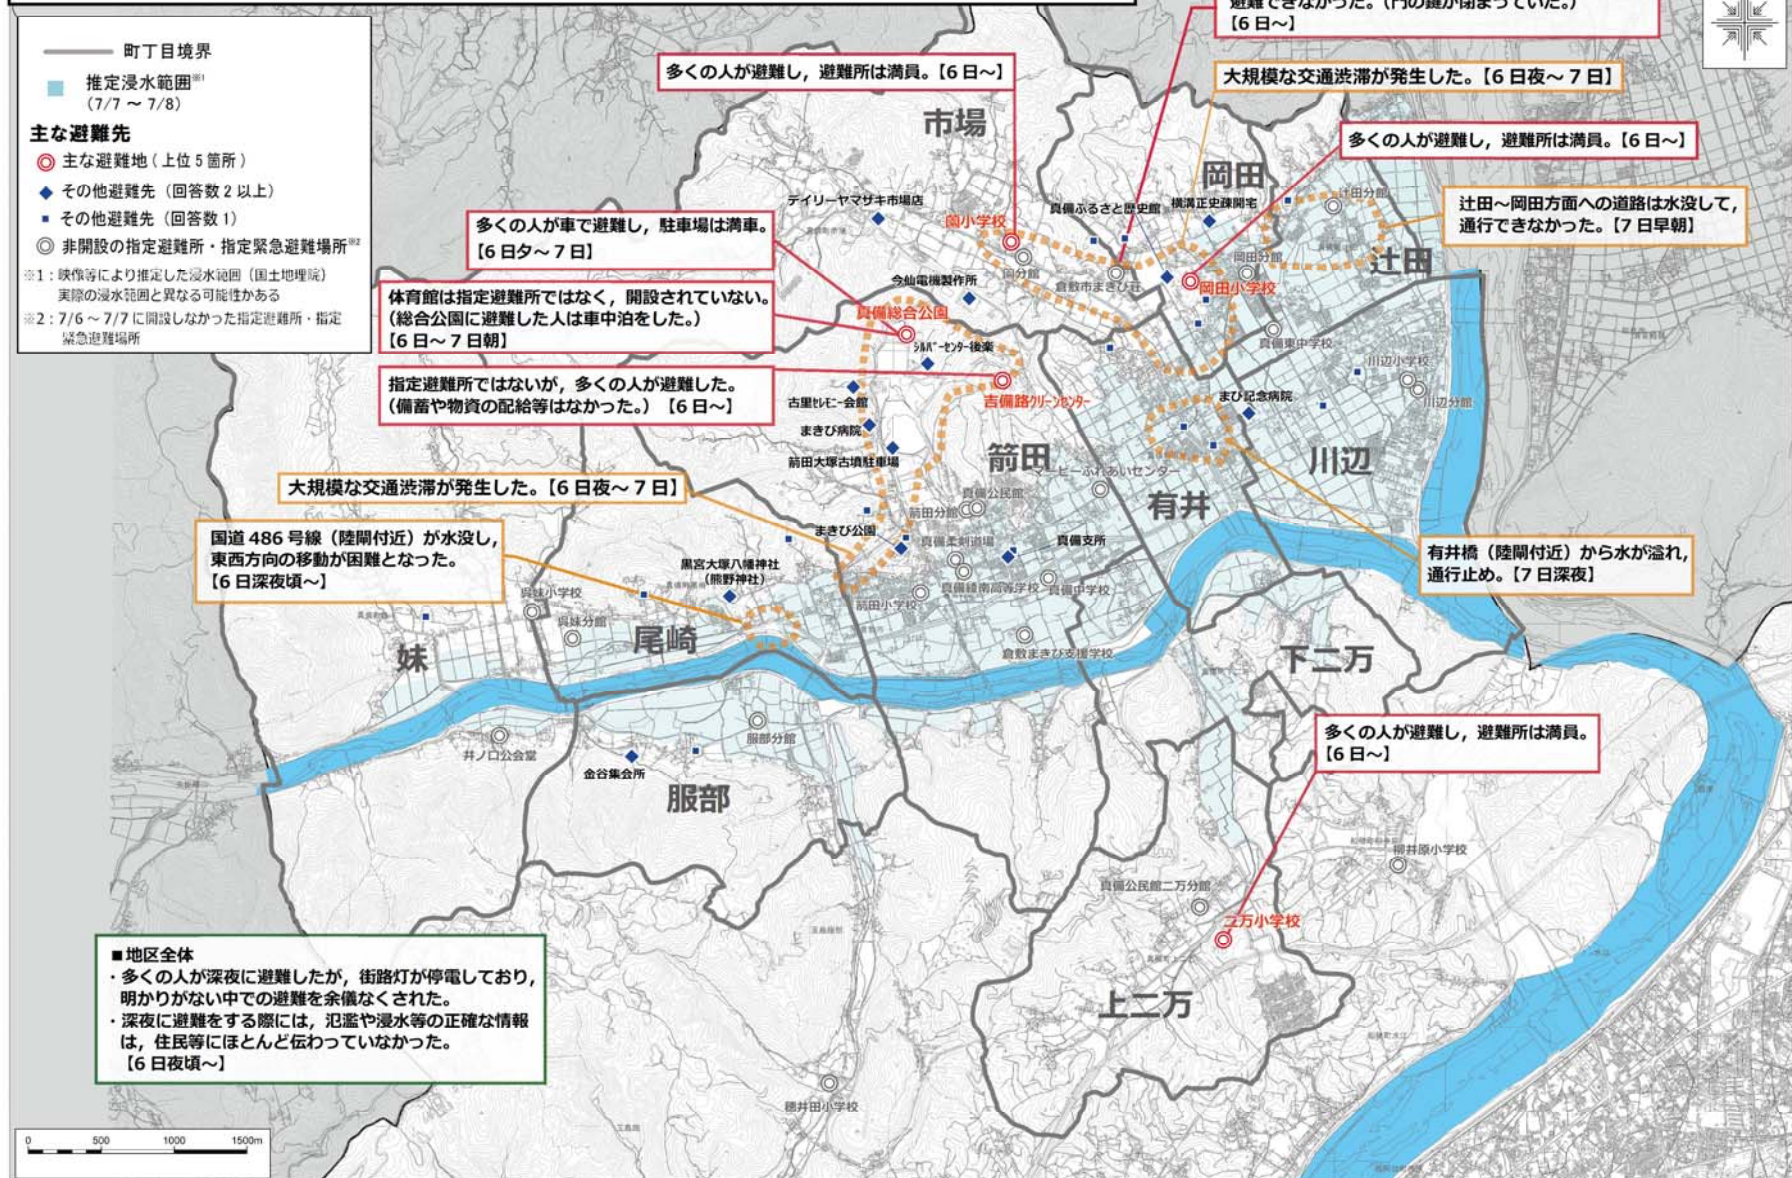 避難できなかった。(門の鍵が閉まっていた。)
【6日～】
町丁目境界
推定浸水範囲※1
(7/7 ～ 7/8)
主な避難先
主な避難地(上位5箇所)
その他避難先(回答数2以上)
その他避難先(回答数1)
非開設の指定避難所・指定緊急避難場所※2
※1:映像等により推定した浸水範囲(国土地理院)
実際の浸水範囲と異なる可能性がある
※2:7/6～7/7に開設しなかった指定避難所・指定
緊急避難場所
多くの人が避難し，避難所は満員。【6日～】
大規模な交通渋滞が発生した。【6日夜～7日】
多くの人が避難し，避難所は満員。【6日～】
辻田～岡田方面への道路は水没して，
通行できなかった。【7日早朝】
多くの人が車で避難し，駐車場は満車。
【6日夕～7日】
体育館は指定避難所ではなく，開設されていない。
(総合公園に避難した人は車中泊をした。)
【6日～7日朝】
指定避難所ではないが，多くの人が避難した。
(備蓄や物資の配給等はなかった。)【6日～】
大規模な交通渋滞が発生した。【6日夜～7日】
国道486号線(陸閘付近)が水没し，
東西方向の移動が困難となった。
【6日深夜頃～】
有井橋(陸閘付近)から水が溢れ，
通行止め。【7日深夜】
多くの人が避難し，避難所は満員。
【6日～】
市場
岡田
辻田
箭田
有井
川辺
妹
尾崎
服部
下二万
上二万
デイリーヤマザキ市場店
薗小学校
真備ふるさと歴史館
横溝正史疎開宅
辻田分館
岡分館
倉敷市まきび荘
岡田分館
岡田小学校
今仙電機製作所
真備総合公園
シルバーセンター後楽
真備東中学校
川辺小学校
川辺分館
古里セレモニー会館
吉備路クリーンセンター
まび記念病院
まきび病院
箭田大塚古墳駐車場
マービーふれあいセンター
真備公民館
箭田分館
まきび公園
真備柔剣道場
真備支所
黒宮大塚八幡神社
(熊野神社)
真備陵南高等学校
真備中学校
箭田小学校
呉妹小学校
呉妹分館
倉敷まきび支援学校
井ノ口公会堂
服部分館
金谷集会所
柳井原小学校
真備公民館二万分館
二万小学校
穂井田小学校
■地区全体
・多くの人が深夜に避難したが，街路灯が停電しており，
明かりがない中での避難を余儀なくされた。
・深夜に避難をする際には，氾濫や浸水等の正確な情報
は，住民等にほとんど伝わっていなかった。
【6日夜頃～】
0 500 1000 1500m